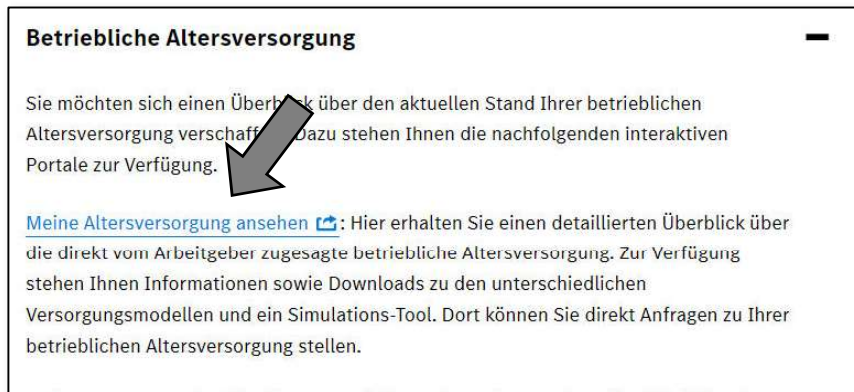 Betriebliche Altersversorgung
Sie möchten sich einen Überblick über den aktuellen Stand Ihrer betrieblichen
Altersversorgung Dazu stehen Ihnen die nachfolgenden interaktiven
Portale zur Verfügung.
Meine Altersversorgung ansehen : Hier erhalten Sie einen detaillierten Überblick über
die direkt vom Arbeitgeber zugesagte betriebliche Altersversorgung. Zur Verfügung
stehen Ihnen Informationen sowie Downloads zu den unterschiedlichen
Versorgungsmodellen und ein Simulations-Tool. Dort können Sie direkt Anfragen zu Ihrer
betrieblichen Altersversorgung stellen.